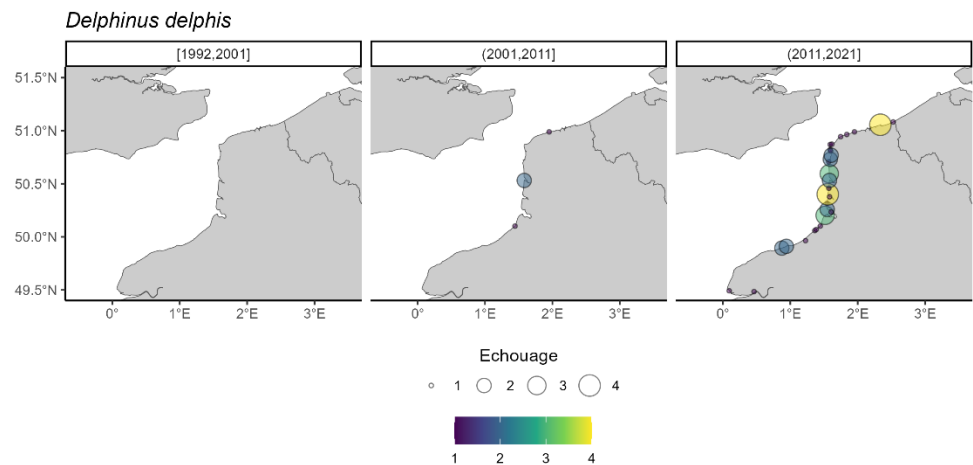 Delphinus delphis
[1992,2001]
(2001,2011]
(2011,2021]
51.5°N
51.0°N
50.5°N
50.0°N
49.5°N
0° 1°E 2°E 3°E
0° 1°E 2°E 3°E
0° 1°E 2°E 3°E
Echouage
1 2 3 4
1 2 3 4